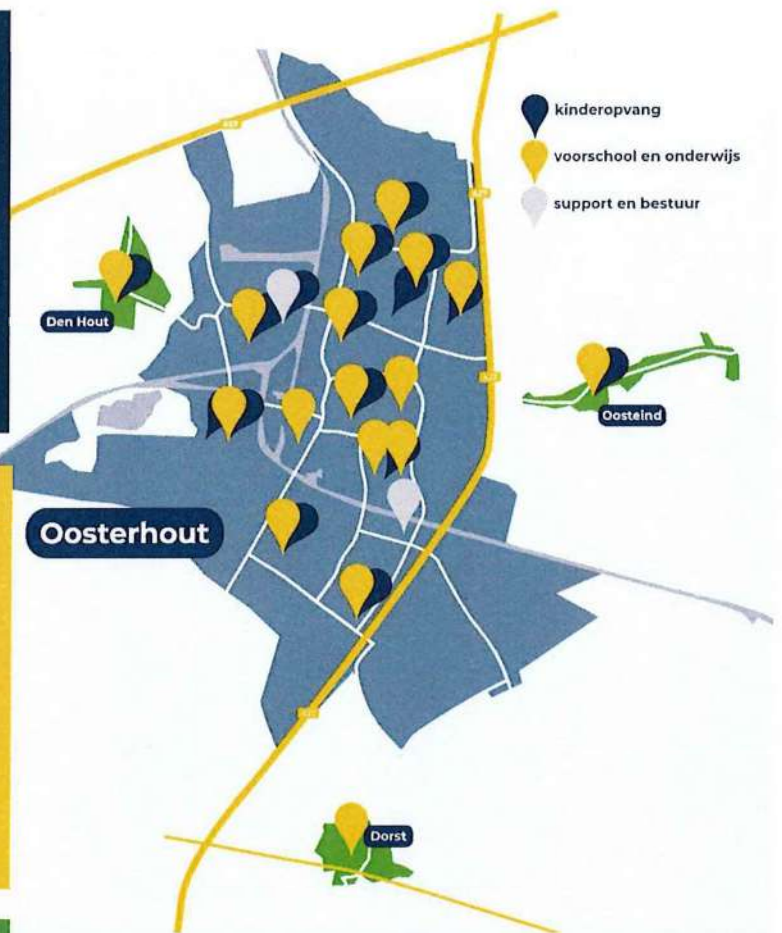 kinderopvang
voorschool en onderwijs
support en bestuur
Den Hout
Oosteind
Oosterhout
Dorst